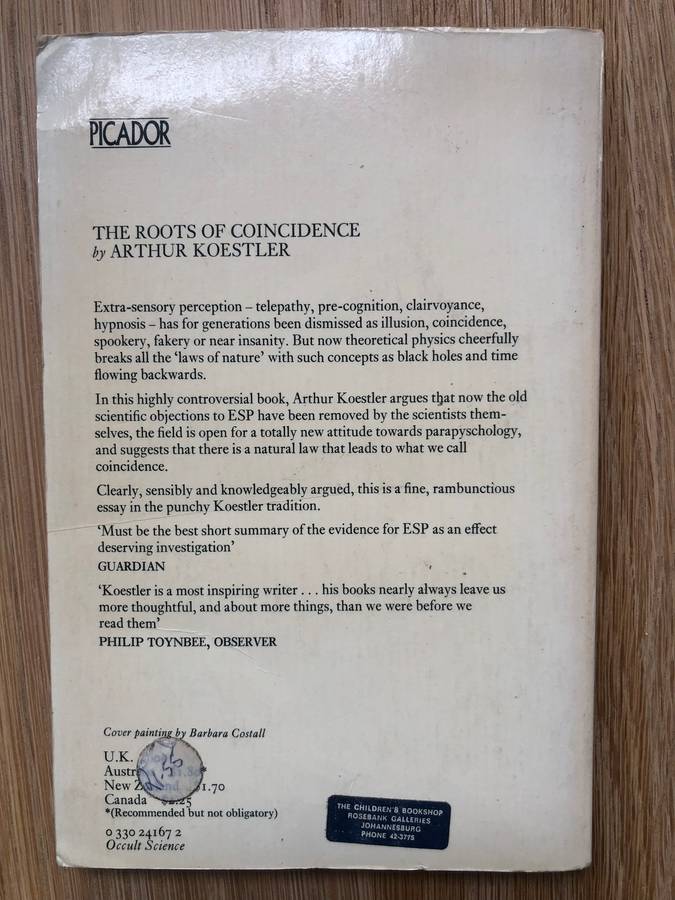 PICADOR
THE ROOTS OF COINCIDENCE
by ARTHUR KOESTLER
Extra-sensory perception – telepathy, pre-cognition, clairvoyance,
hypnosis – has for generations been dismissed as illusion, coincidence,
spookery, fakery or near insanity. But now theoretical physics cheerfully
breaks all the ‘laws of nature’ with such concepts as black holes and time
flowing backwards.
In this highly controversial book, Arthur Koestler argues that now the old
scientific objections to ESP have been removed by the scientists them-
selves, the field is open for a totally new attitude towards parapyschology,
and suggests that there is a natural law that leads to what we call
coincidence.
Clearly, sensibly and knowledgeably argued, this is a fine, rambunctious
essay in the punchy Koestler tradition.
‘Must be the best short summary of the evidence for ESP as an effect
deserving investigation’
GUARDIAN
‘Koestler is a most inspiring writer . . . his books nearly always leave us
more thoughtful, and about more things, than we were before we
read them’
PHILIP TOYNBEE, OBSERVER
Cover painting by Barbara Costall
U.K.
New $1.70
Canada
*(Recommended but not obligatory)
0 330 24167 2
Occult Science
THE CHILDREN'S BOOKSHOP
ROSEBANK GALLERIES
JOHANNESBURG
PHONE 42-3775